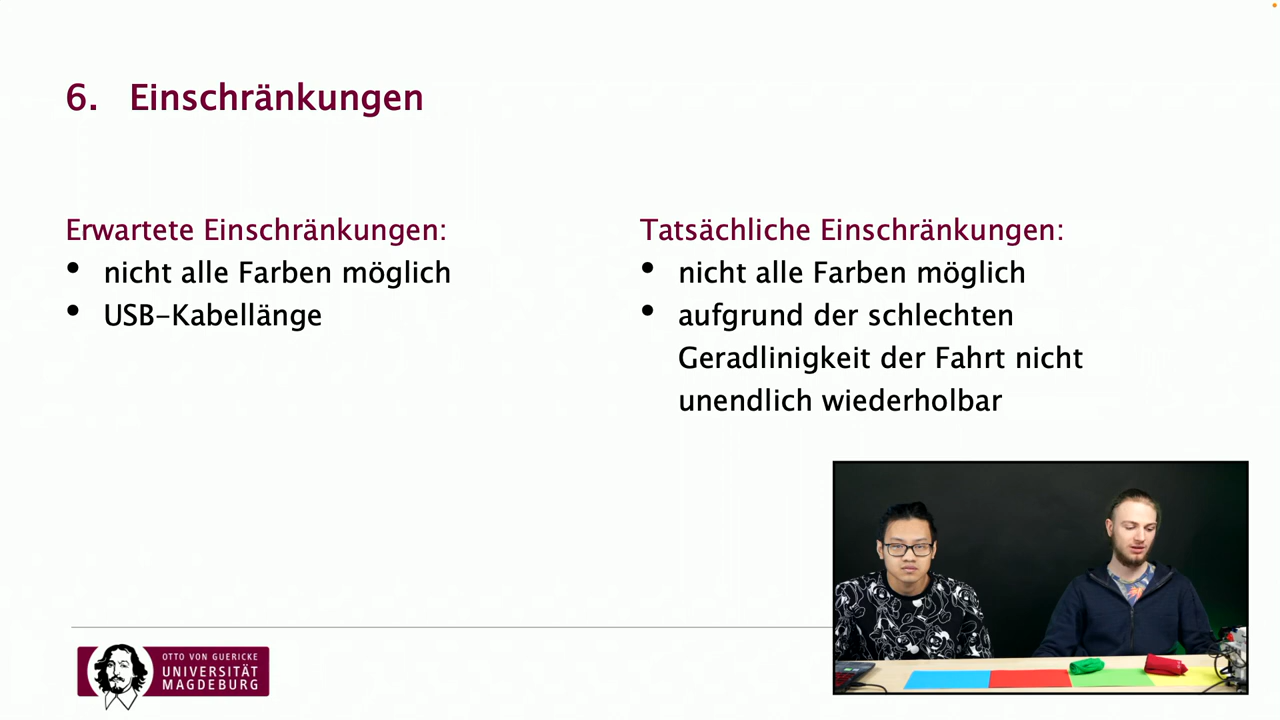 6. Einschränkungen
Erwartete Einschränkungen:
• nicht alle Farben möglich
• USB-Kabellänge
Tatsächliche Einschränkungen:
• nicht alle Farben möglich
• aufgrund der schlechten
Geradlinigkeit der Fahrt nicht
unendlich wiederholbar
OTTO VON GUERICKE
UNIVERSITÄT
MAGDEBURG